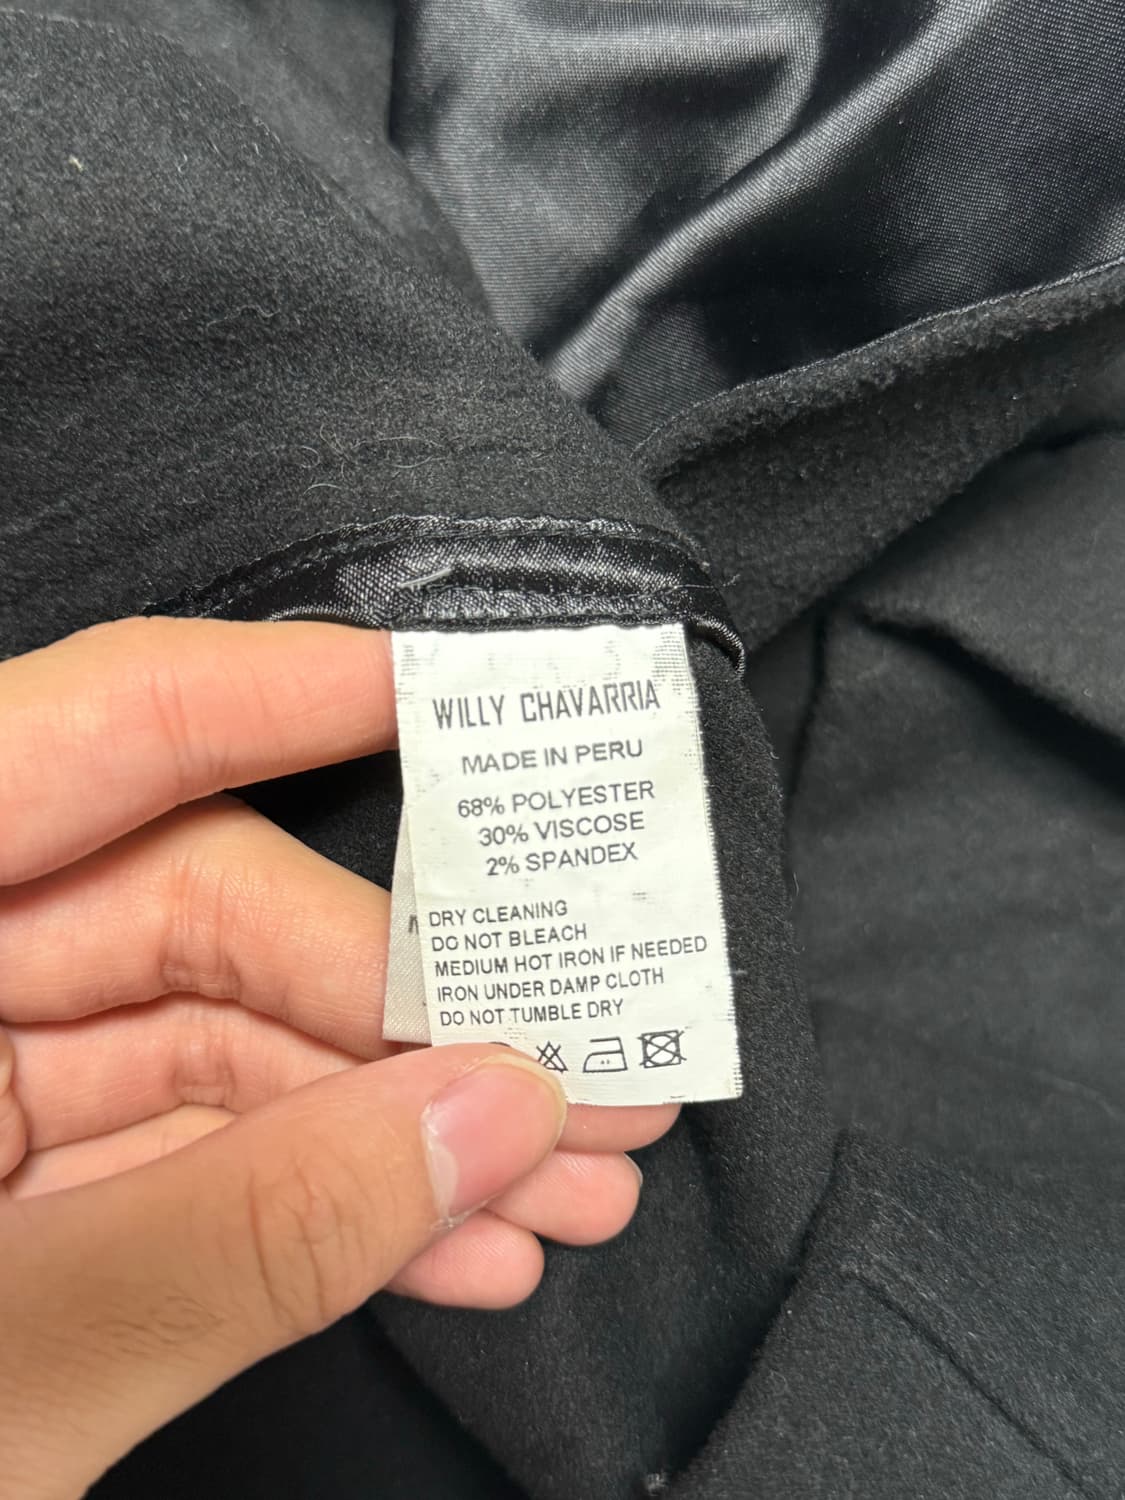 WILLY CHAVARRIA
MADE IN PERU
68% POLYESTER
30% VISCOSE
2% SPANDEX
DRY CLEANING
DO NOT BLEACH
MEDIUM HOT IRON IF NEEDED
IRON UNDER DAMP CLOTH
DO NOT TUMBLE DRY